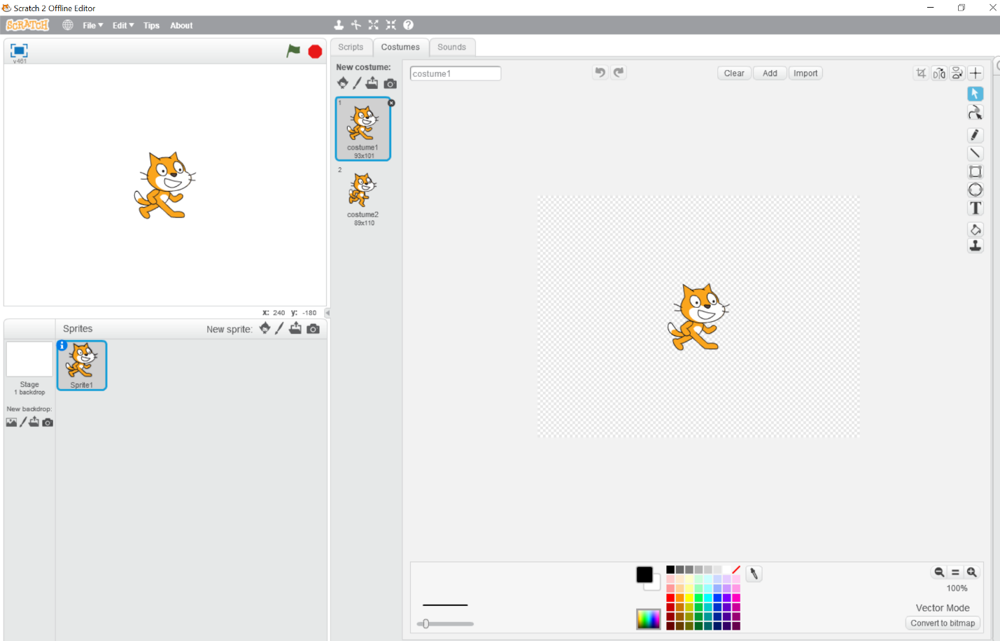 Scratch 2 Offline Editor
SCRATCH File Edit Tips About
v461
Scripts Costumes Sounds
New costume:
costume1
Clear Add Import
1
costume1
93x101
2
costume2
89x110
T
x: 240 y: -180
Sprites New sprite:
Stage
1 backdrop
Sprite1
New backdrop:
100%
Vector Mode
Convert to bitmap